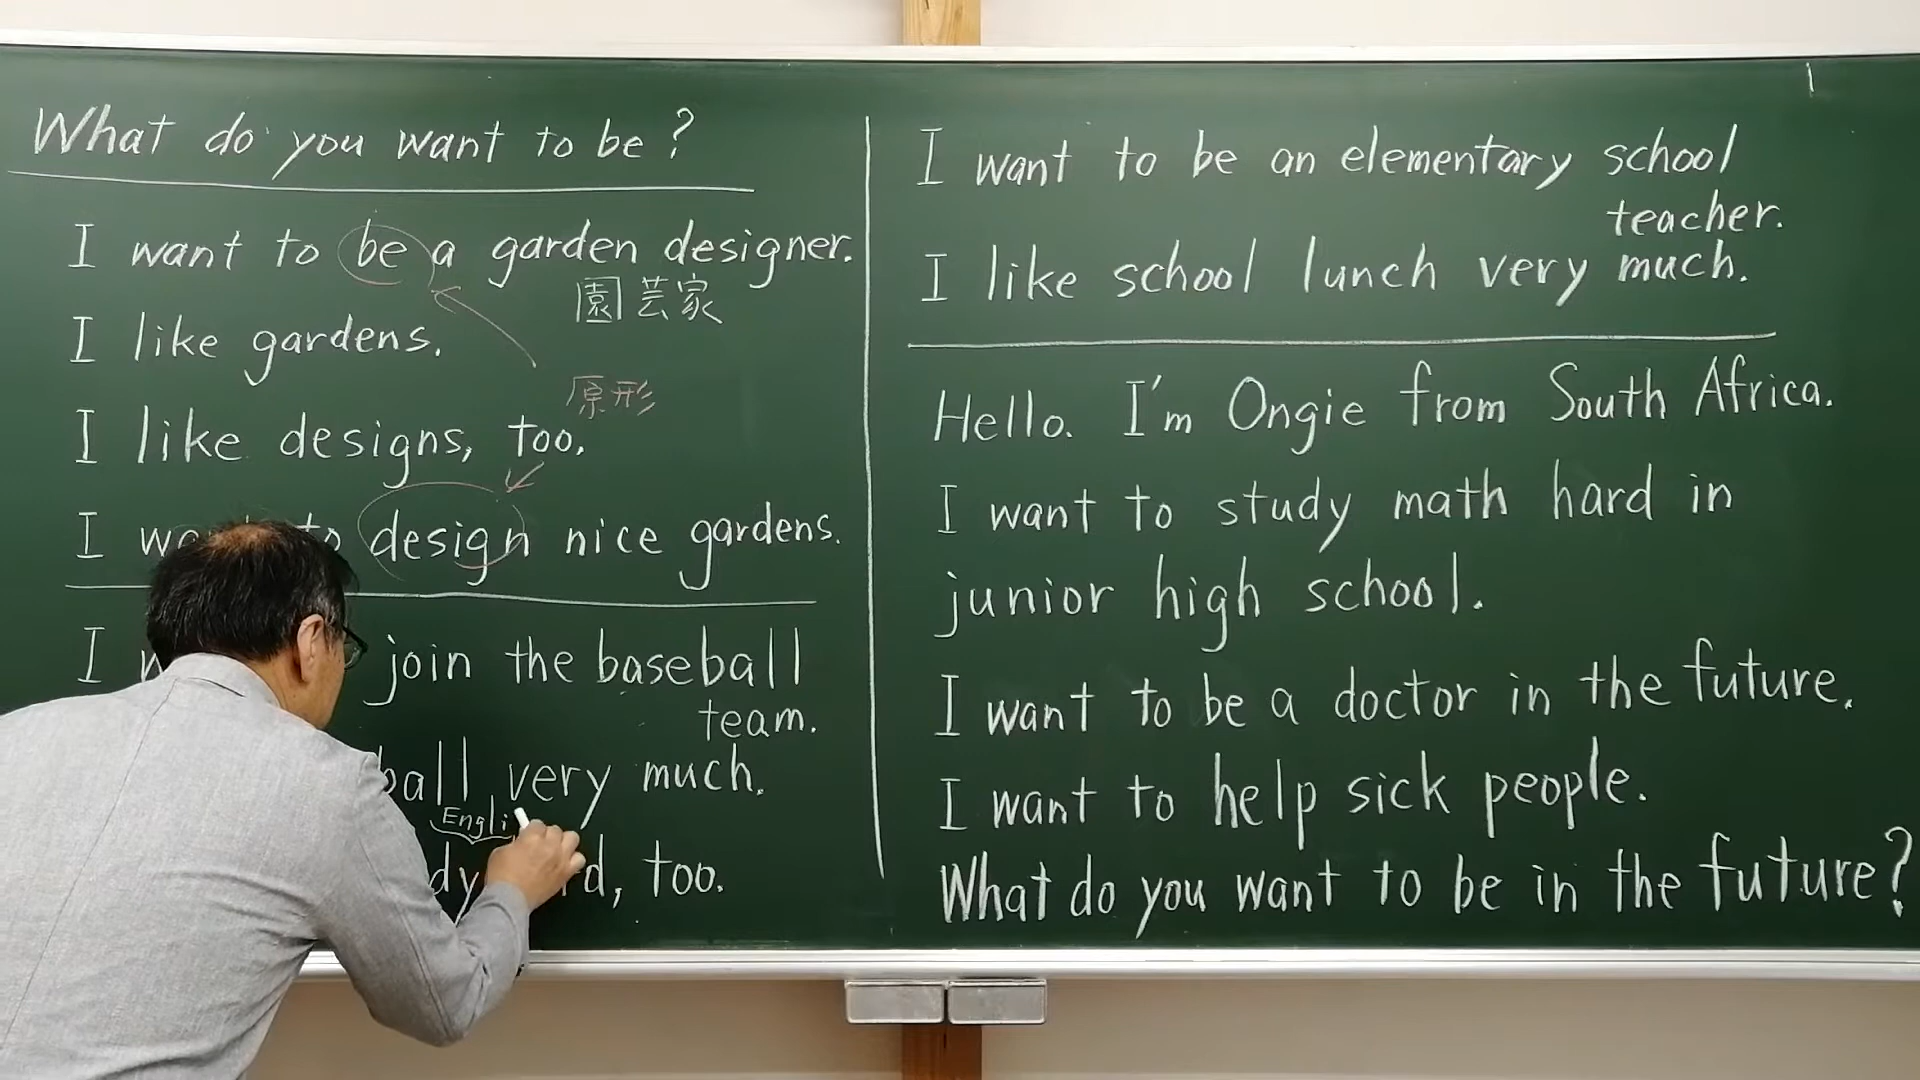 What do you want to be?
I want to be a garden designer.
園芸家
I like gardens.
原形
I like designs, too.
I to design nice gardens.
I join the baseball
team.
ball very much.
Engli
dy d, too.
I want to be an elementary school
teacher.
I like school lunch very much.
Hello. I'm Ongie from South Africa.
I want to study math hard in
junior high school.
I want to be a doctor in the future.
I want to help sick people.
What do you want to be in the future?